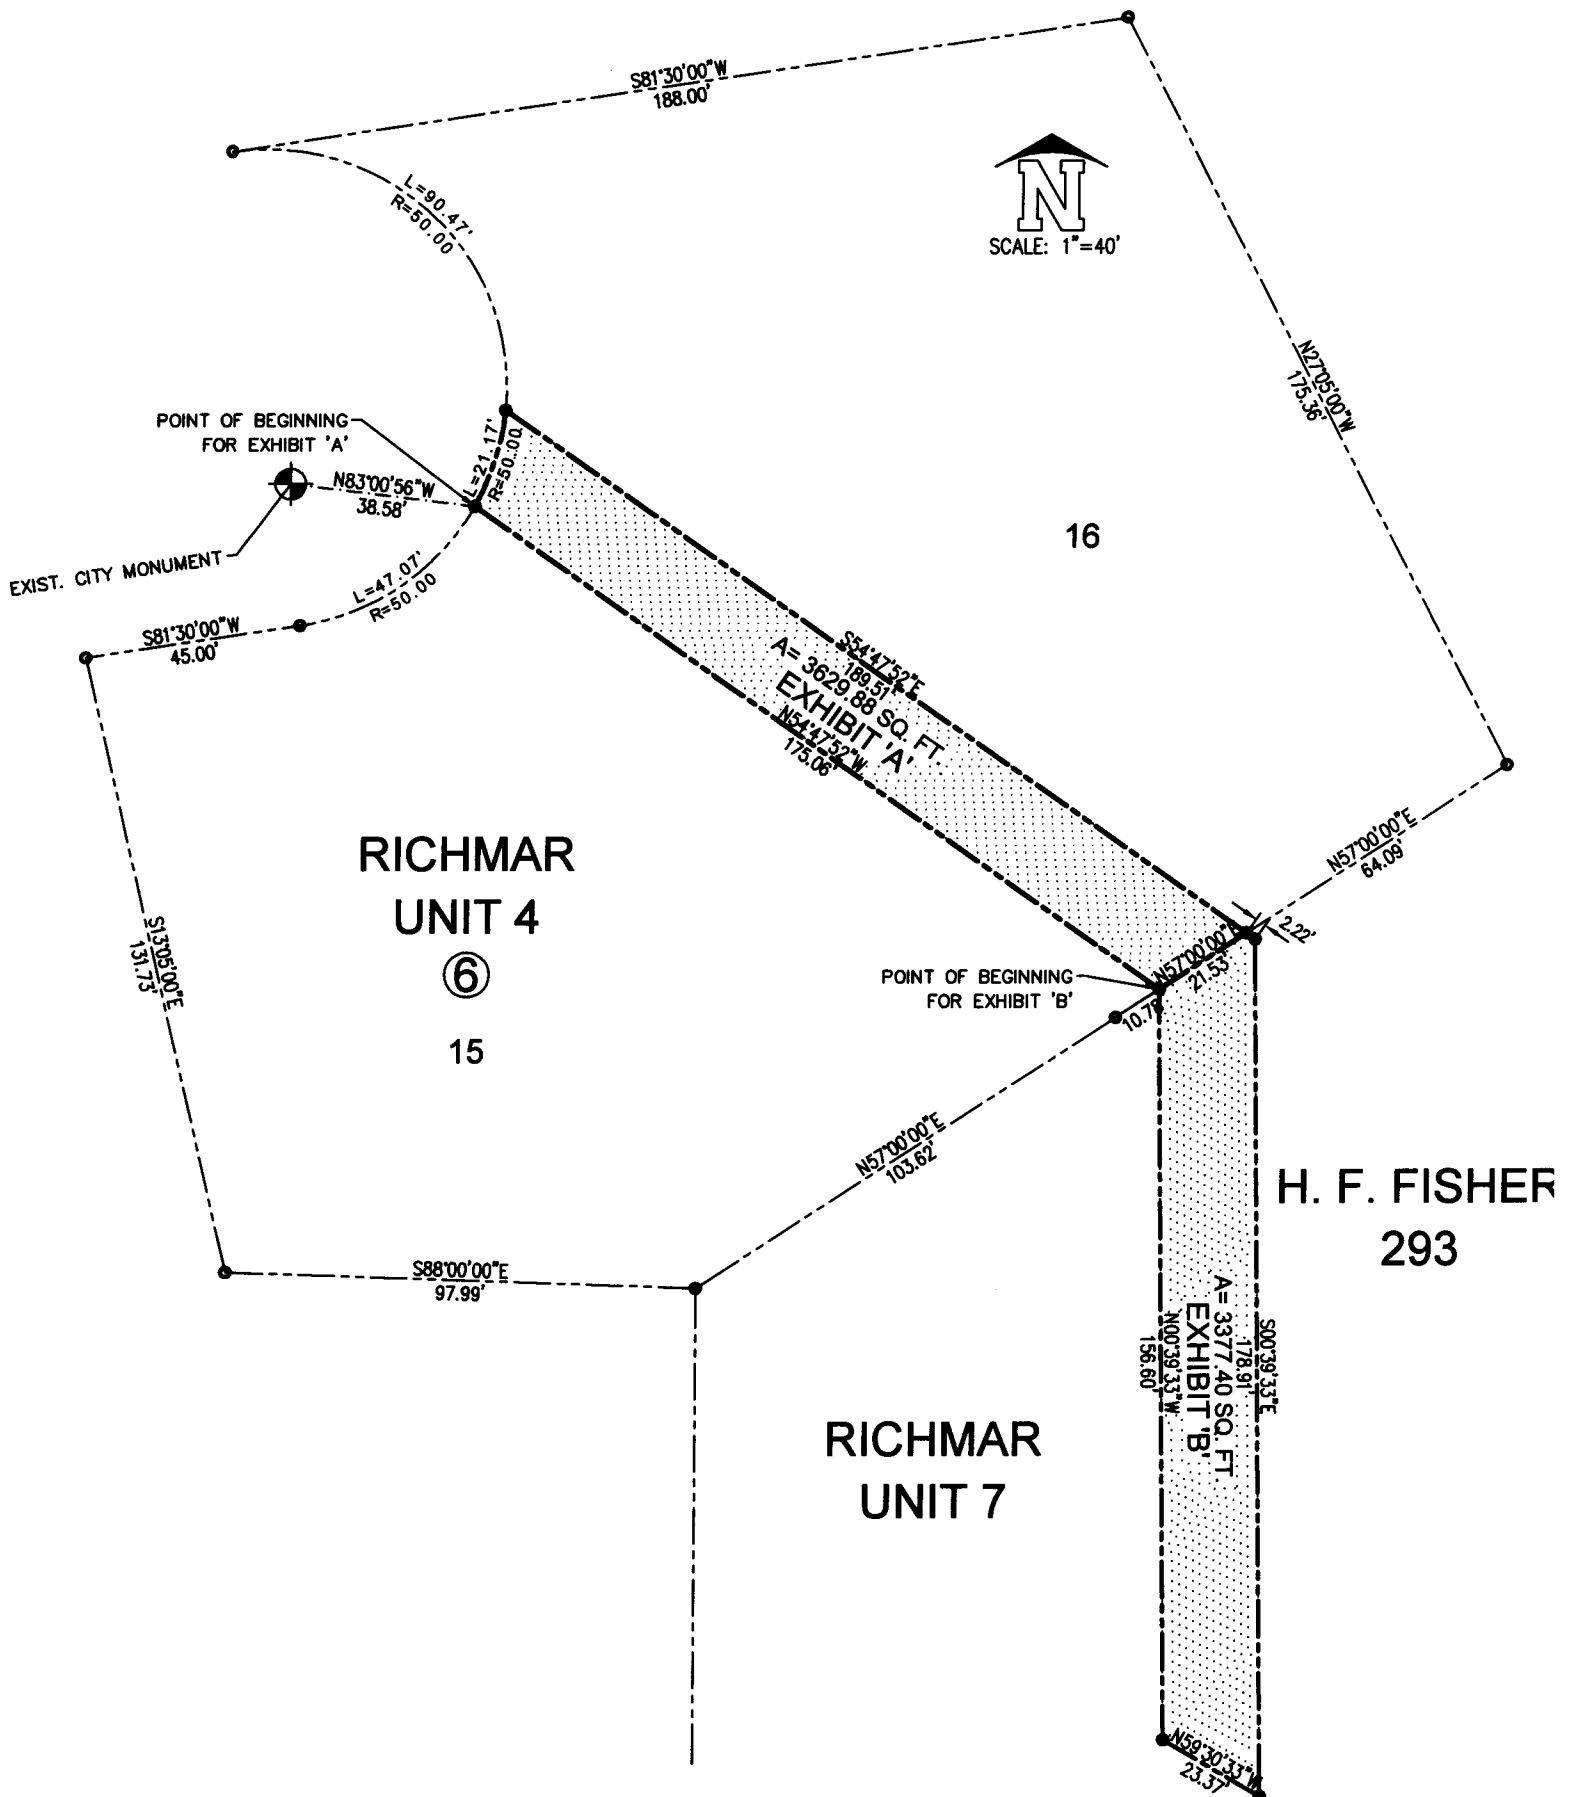 S81°30'00"W
188.00'
L=90.47'
R=50.00
N
SCALE: 1"=40'
N27°05'00"W
175.36'
POINT OF BEGINNING
FOR EXHIBIT 'A'
L=21.17'
R=50.00
N83°00'56"W
38.58'
EXIST. CITY MONUMENT
L=47.07'
R=50.00
S81°30'00"W
45.00'
16
S54°47'52"E
189.51'
A= 3629.88 SQ. FT.
EXHIBIT 'A'
N54°47'52"W
175.06'
RICHMAR
UNIT 4
6
15
S13°05'00"E
131.73'
N57°00'00"E
64.09'
2.22'
N57°00'00"E
21.53'
POINT OF BEGINNING
FOR EXHIBIT 'B'
10.78
N57°00'00"E
103.62'
S88°00'00"E
97.99'
H. F. FISHER
293
S00°39'33"E
178.91'
A= 3377.40 SQ. FT.
EXHIBIT 'B'
N00°39'33"W
156.60'
RICHMAR
UNIT 7
N59°30'33"W
23.37'